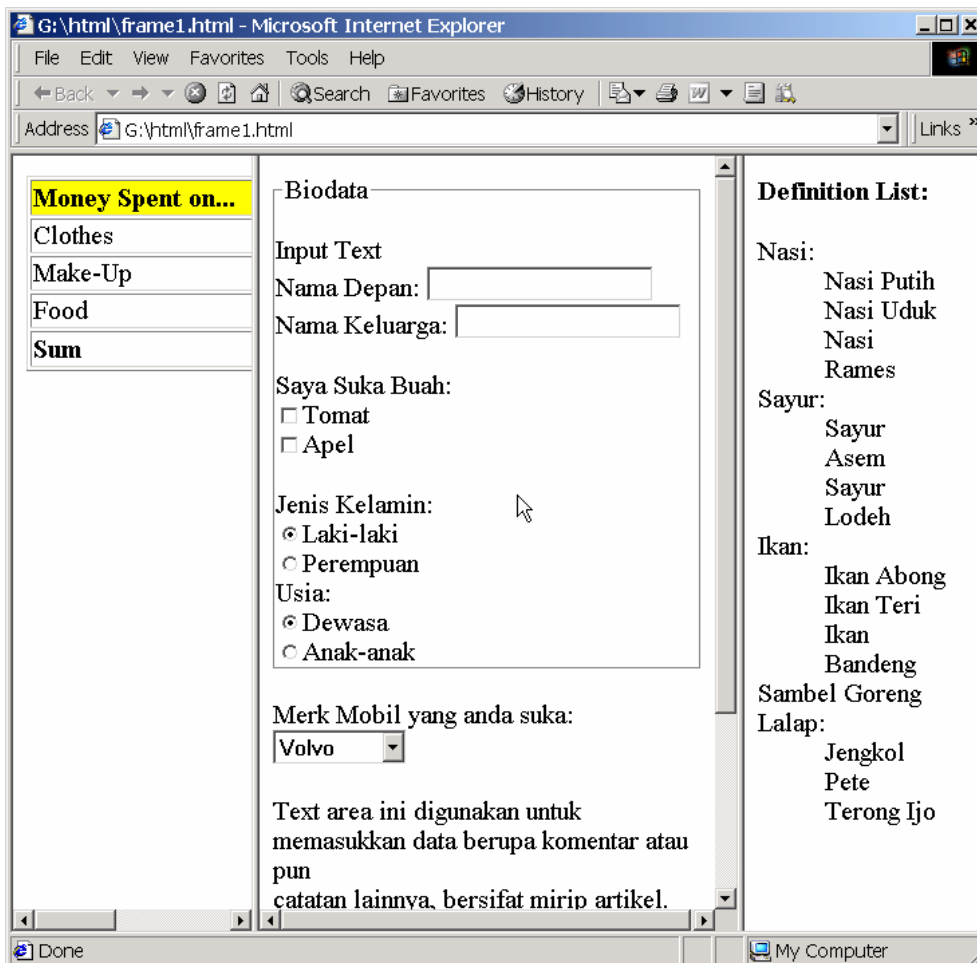 G:\html\frame1.html - Microsoft Internet Explorer
File Edit View Favorites Tools Help
Back Search Favorites History
Address G:\html\frame1.html Links »
Money Spent on...
Clothes
Make-Up
Food
Sum
Biodata
Input Text
Nama Depan:
Nama Keluarga:
Saya Suka Buah:
Tomat
Apel
Jenis Kelamin:
Laki-laki
Perempuan
Usia:
Dewasa
Anak-anak
Merk Mobil yang anda suka:
Volvo
Text area ini digunakan untuk
memasukkan data berupa komentar atau
pun
catatan lainnya, bersifat mirip artikel.
Definition List:
Nasi:
Nasi Putih
Nasi Uduk
Nasi
Rames
Sayur:
Sayur
Asem
Sayur
Lodeh
Ikan:
Ikan Abong
Ikan Teri
Ikan
Bandeng
Sambel Goreng
Lalap:
Jengkol
Pete
Terong Ijo
Done My Computer